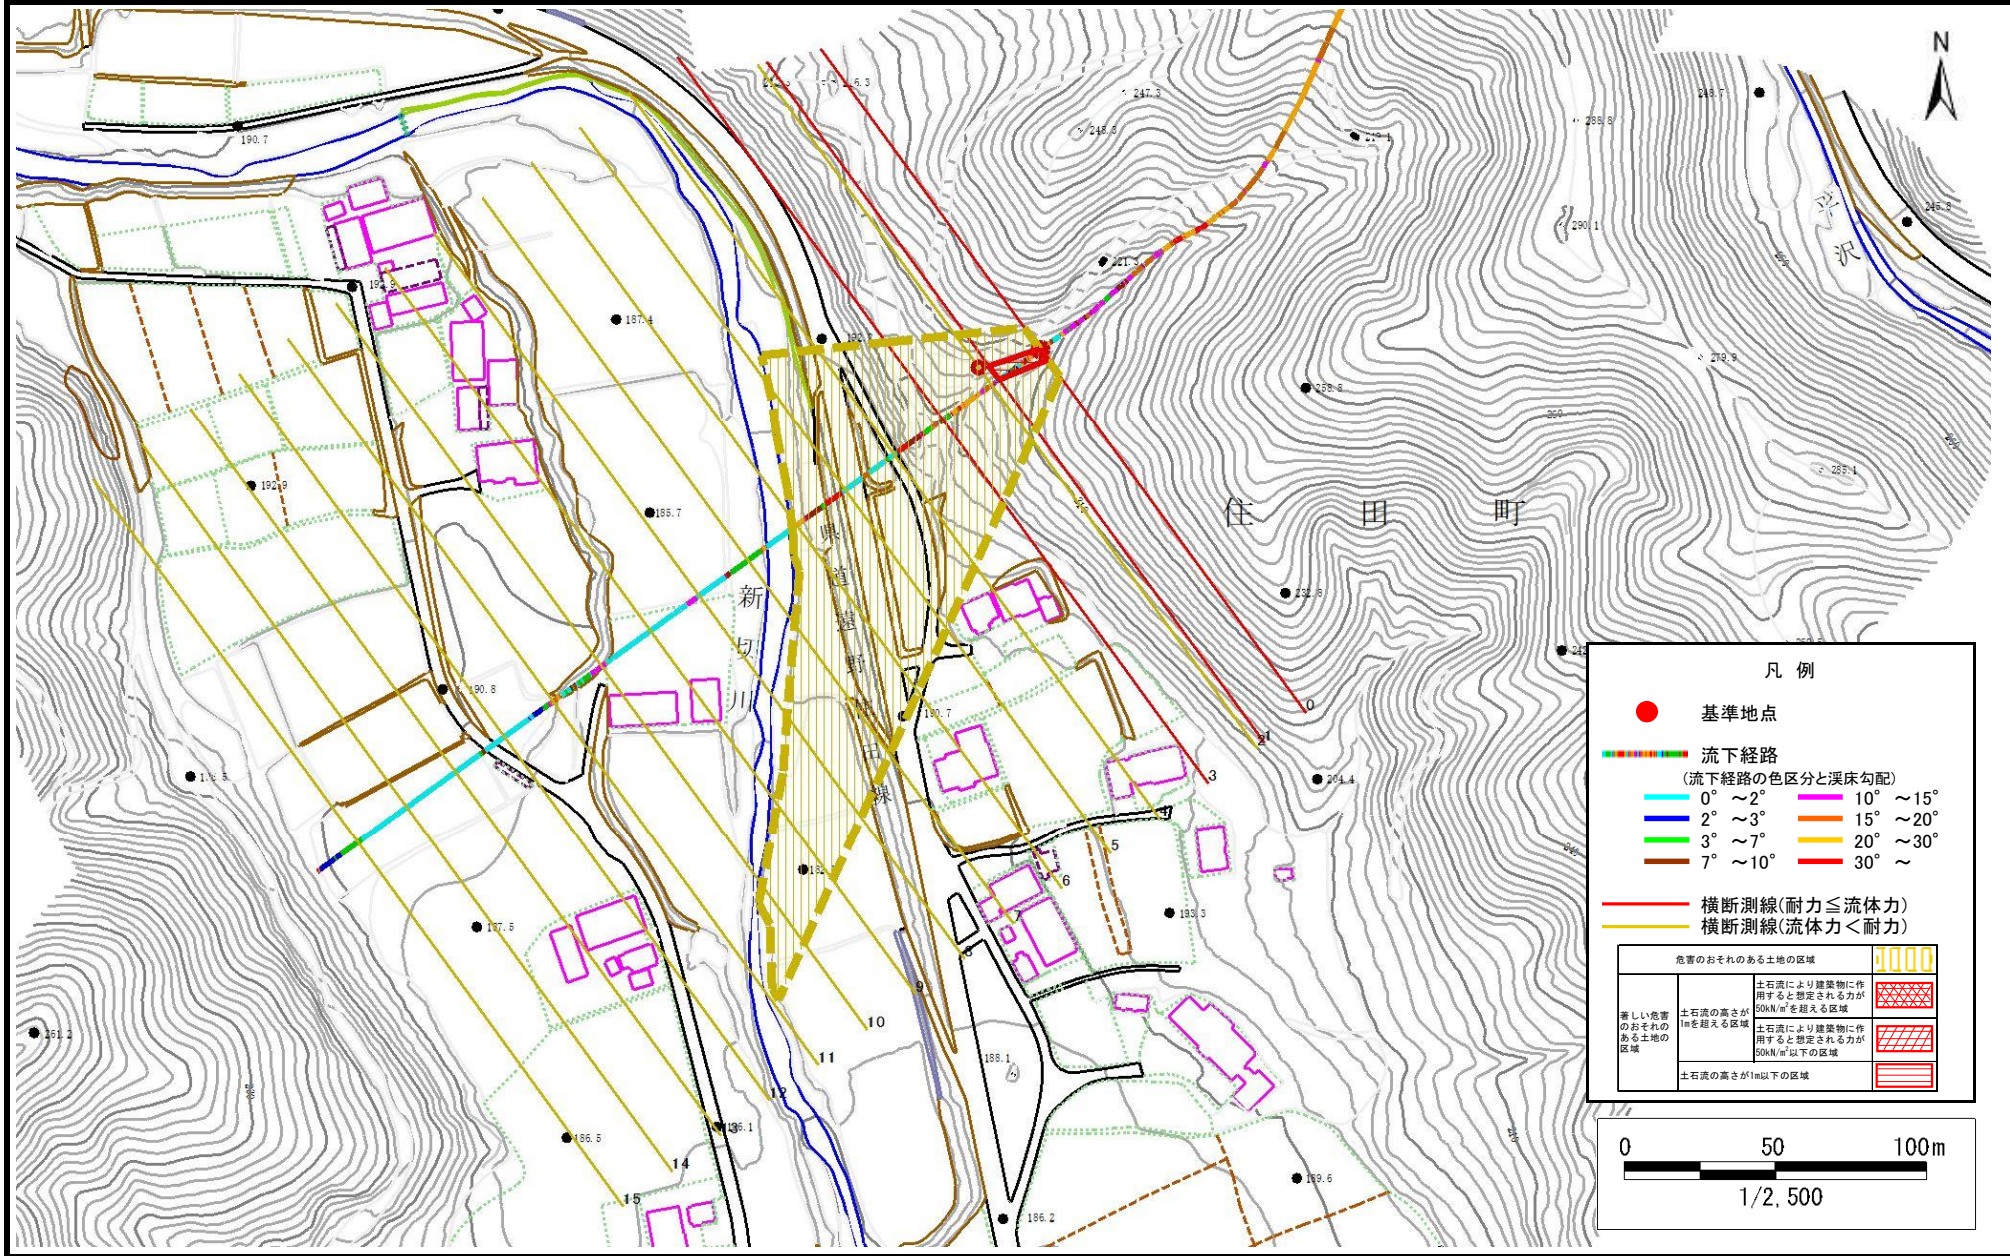 N
190.7
247.3
248.3
248.7
288.8
245.8
290.1
221.3
192.9
187.4
279.9
258.8
285.1
192.9
185.7
住田町
232.8
県道遠野住田線
新切川
沢
190.8
190.7
204.4
193.3
187.5
261.2
188.1
186.5
189.6
186.2
0
1
2
3
4
5
6
7
8
9
10
11
12
13
14
15
凡 例
基準地点
流下経路
(流下経路の色区分と渓床勾配)
0° ～2° 10° ～15°
2° ～3° 15° ～20°
3° ～7° 20° ～30°
7° ～10° 30° ～
横断測線(耐力≦流体力)
横断測線(流体力＜耐力)
危害のおそれのある土地の区域
著しい危害
のおそれの
ある土地の
区域
土石流の高さが
1mを超える区域
土石流により建築物に作
用すると想定される力が
50kN/m²を超える区域
土石流により建築物に作
用すると想定される力が
50kN/m²以下の区域
土石流の高さが1m以下の区域
0 50 100m
1/2,500